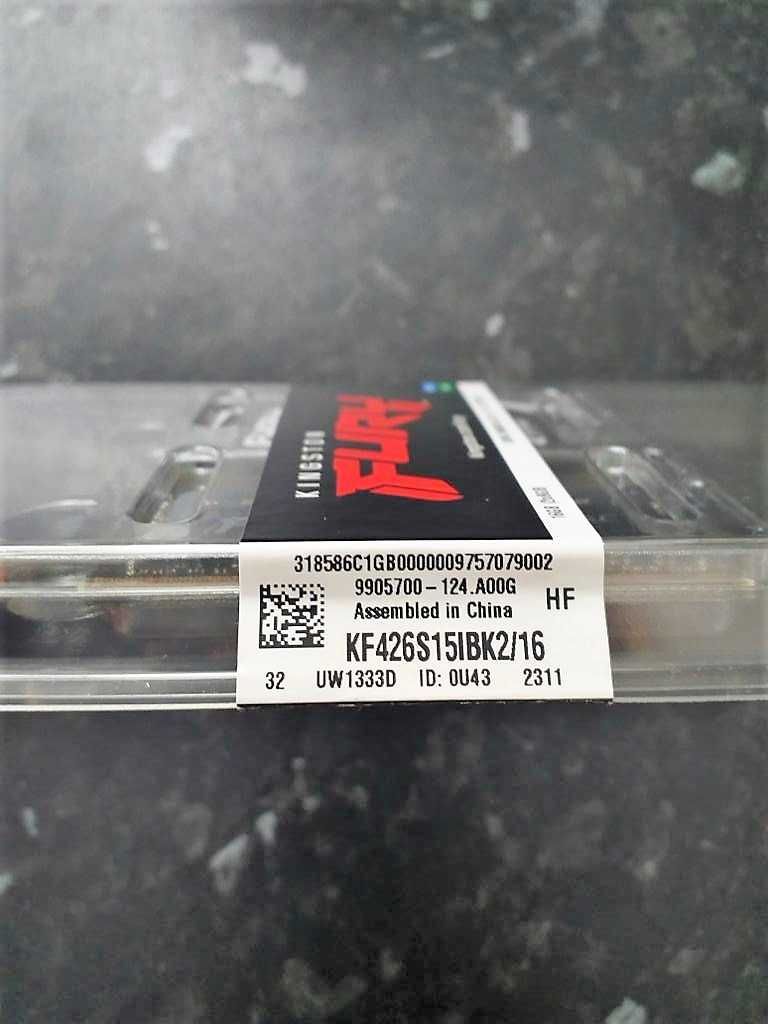 KINGSTON
FURY
318586C1GB0000009757079002
9905700-124.A00G
Assembled in China
HF
KF426S15IBK2/16
32 UW1333D ID: 0U43 2311